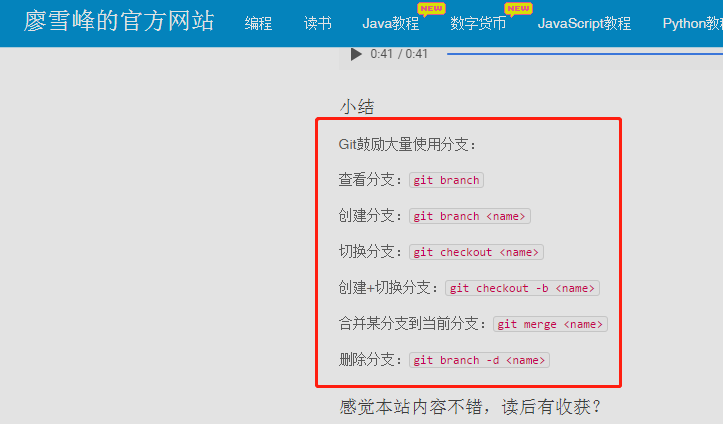 廖雪峰的官方网站 编程 读书 Java教程 NEW 数字货币 NEW JavaScript教程 Python教
0:41 / 0:41
小结
Git鼓励大量使用分支：
查看分支：git branch
创建分支：git branch <name>
切换分支：git checkout <name>
创建+切换分支：git checkout -b <name>
合并某分支到当前分支：git merge <name>
删除分支：git branch -d <name>
感觉本站内容不错，读后有收获？